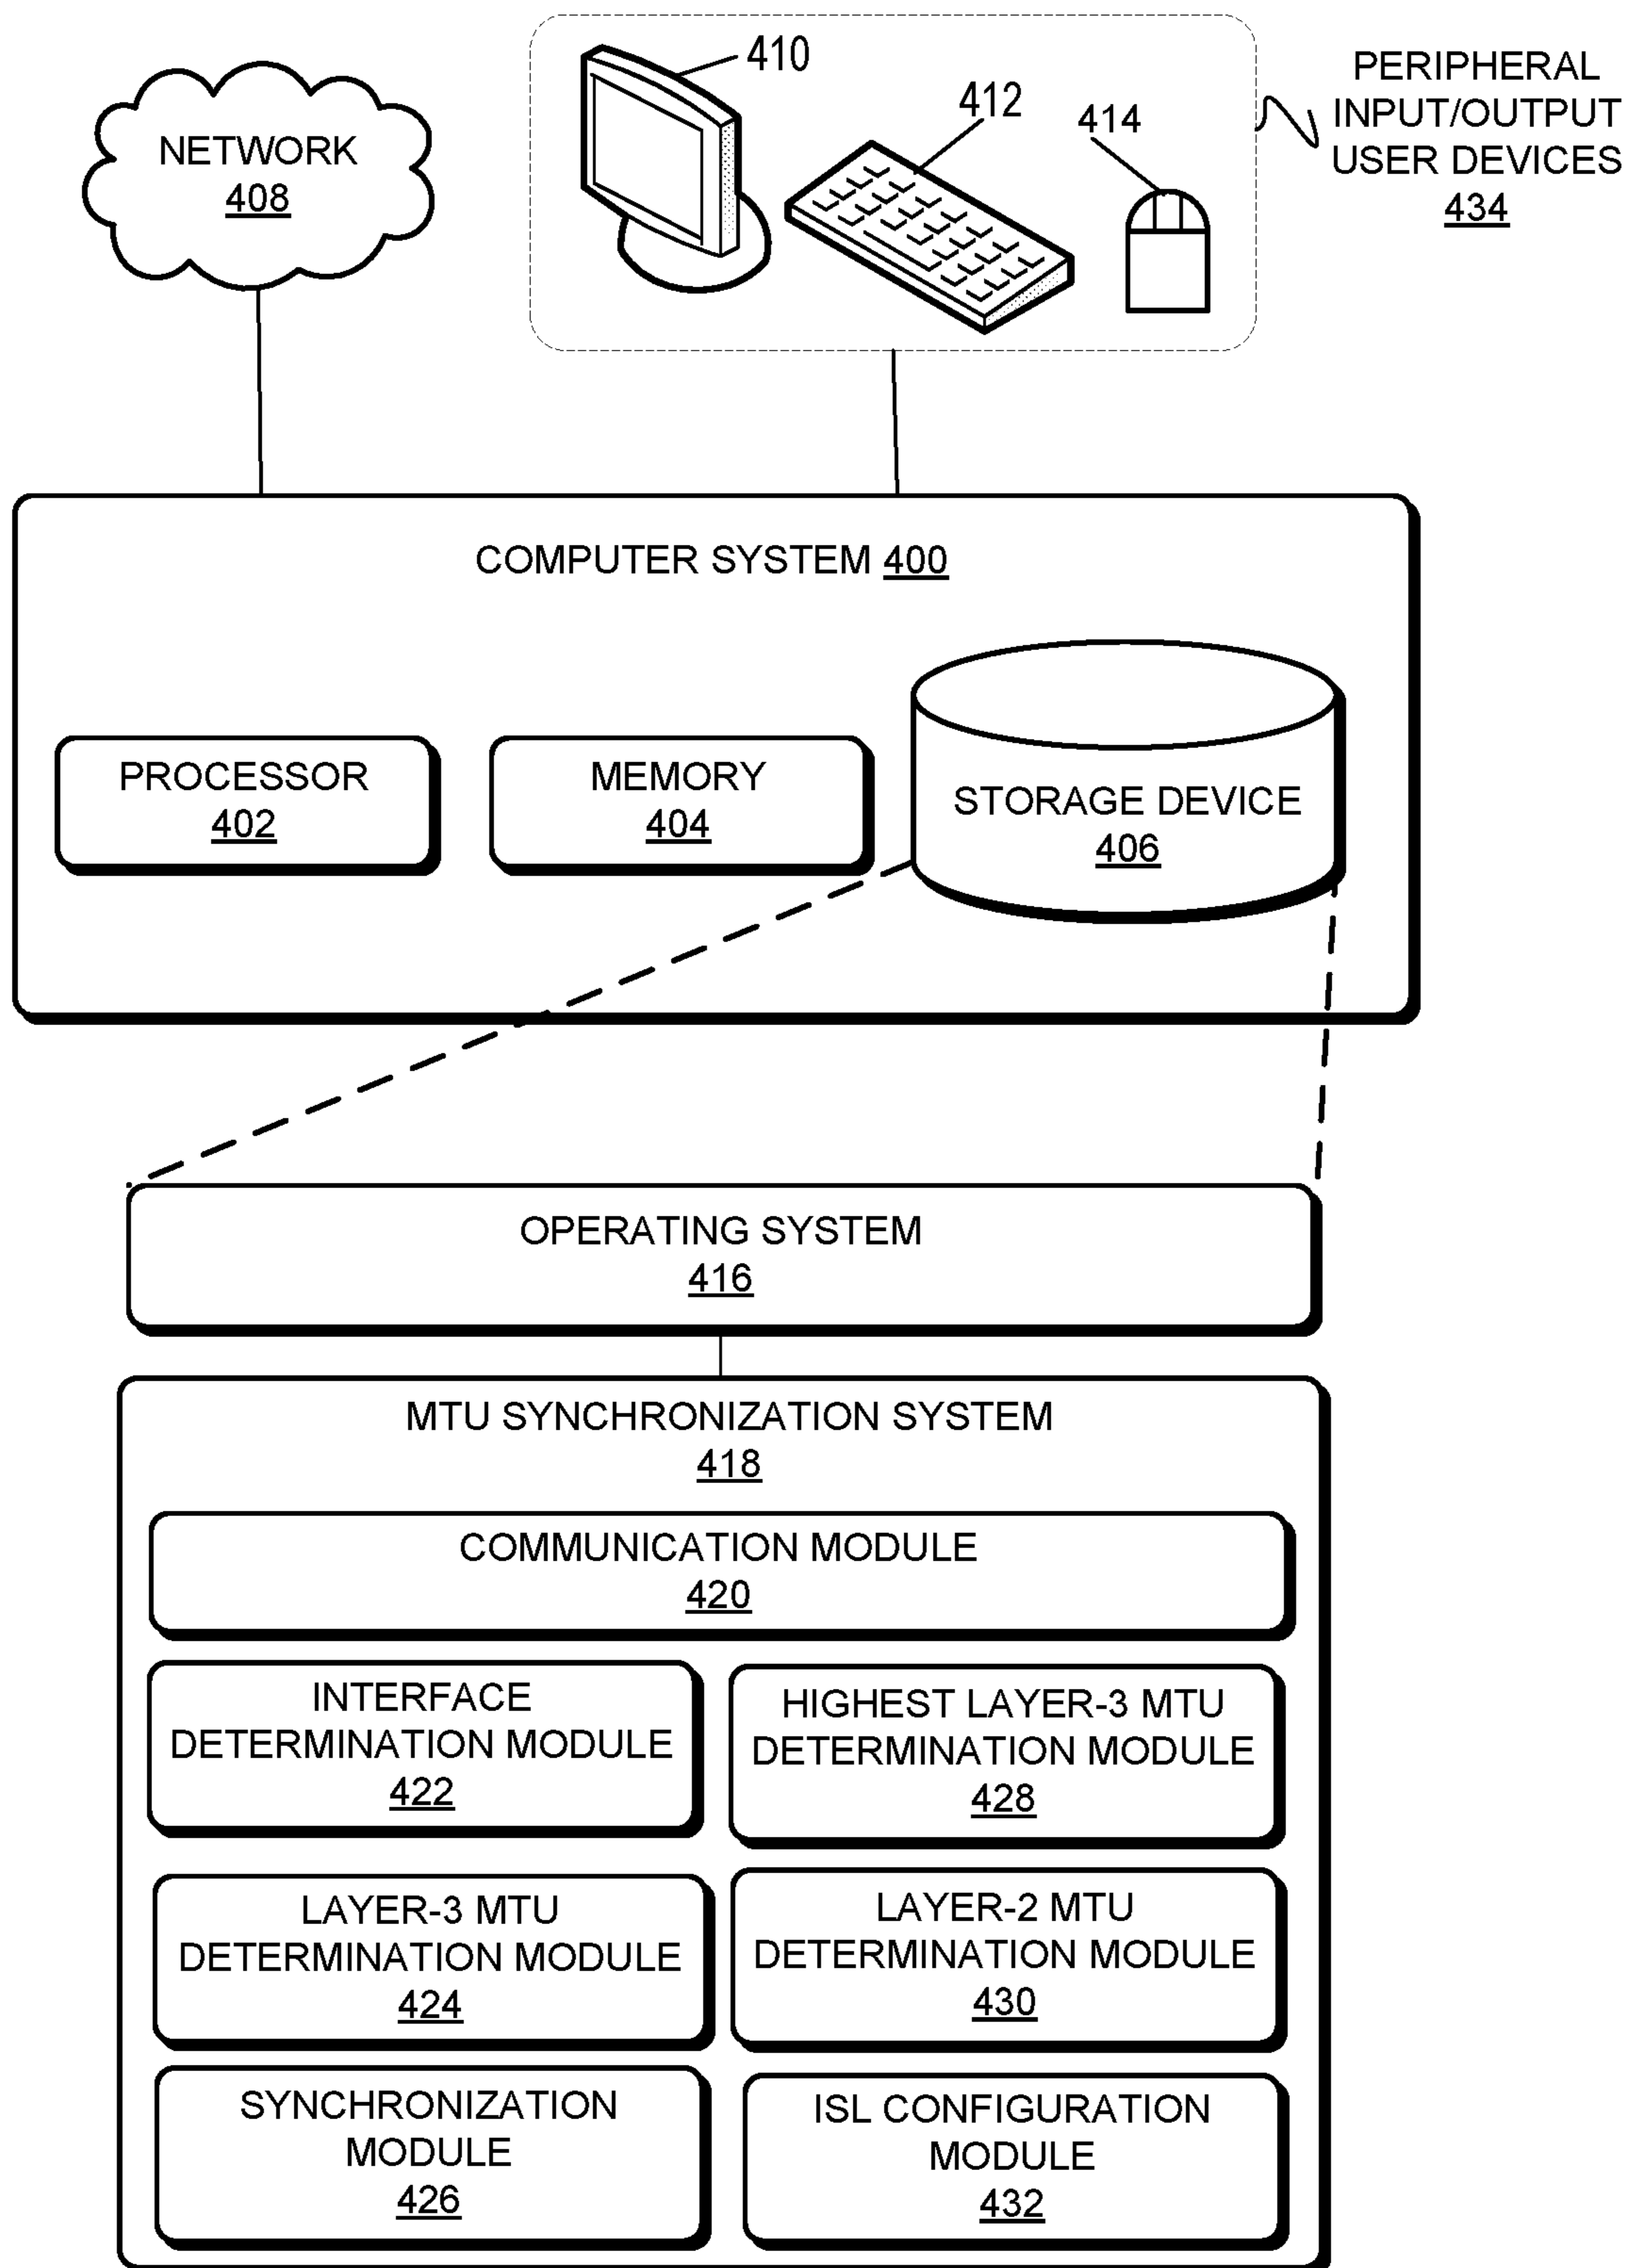 NETWORK
408
410
412
414
PERIPHERAL
INPUT/OUTPUT
USER DEVICES
434
COMPUTER SYSTEM 400
PROCESSOR
402
MEMORY
404
STORAGE DEVICE
406
OPERATING SYSTEM
416
MTU SYNCHRONIZATION SYSTEM
418
COMMUNICATION MODULE
420
INTERFACE
DETERMINATION MODULE
422
HIGHEST LAYER-3 MTU
DETERMINATION MODULE
428
LAYER-3 MTU
DETERMINATION MODULE
424
LAYER-2 MTU
DETERMINATION MODULE
430
SYNCHRONIZATION
MODULE
426
ISL CONFIGURATION
MODULE
432